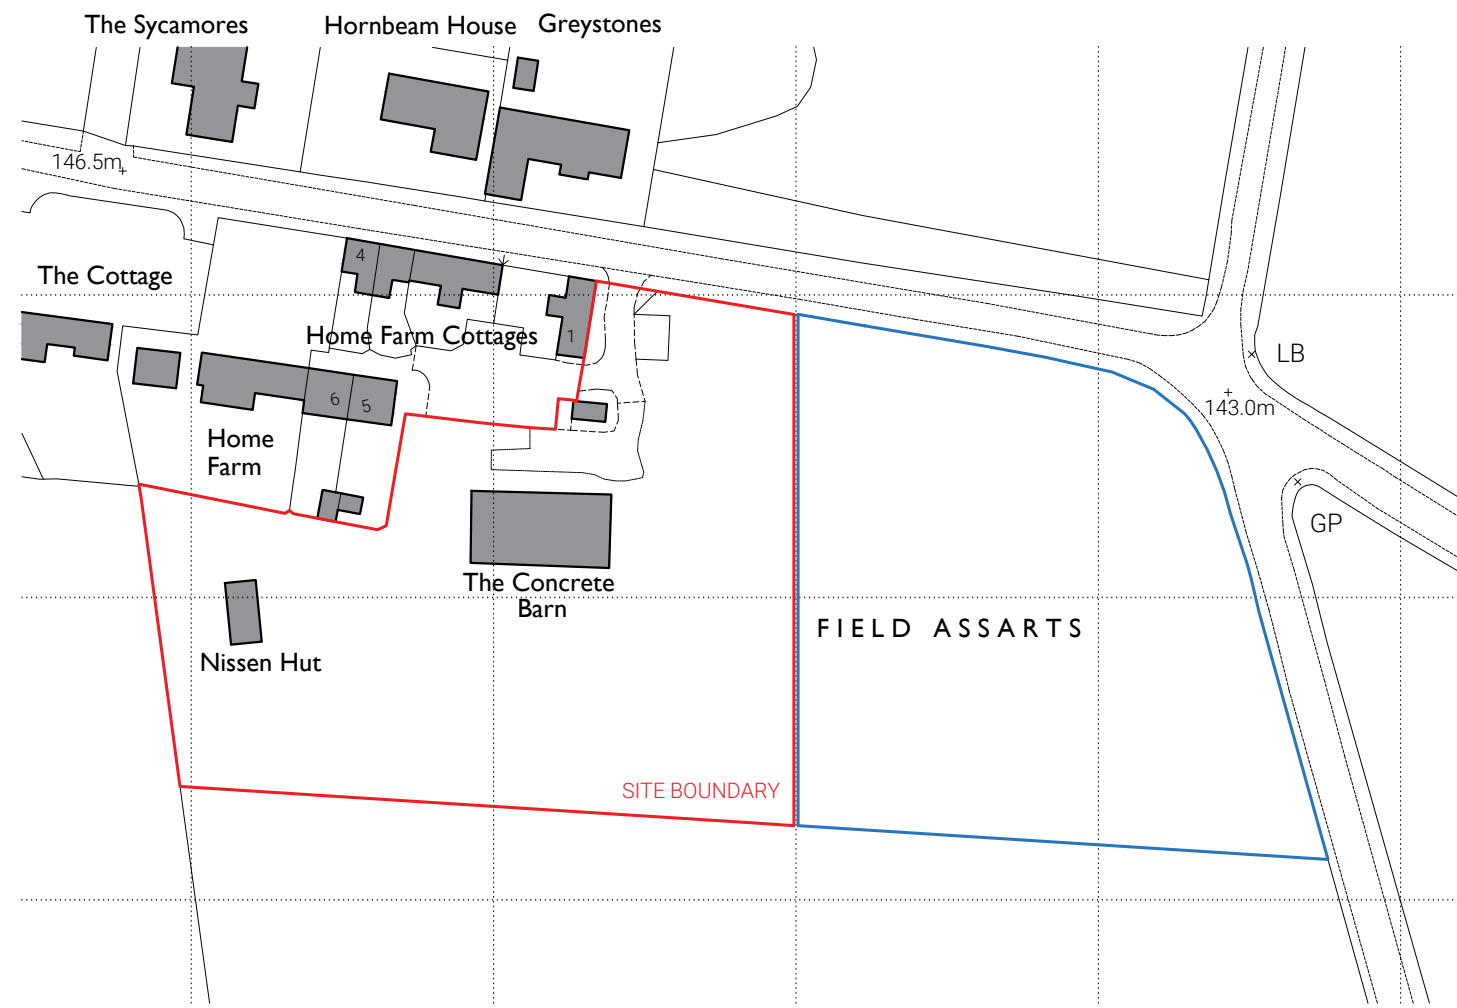 The Sycamores
Hornbeam House
Greystones
146.5m
4
The Cottage
Home Farm Cottages
1
LB
143.0m
6
5
Home
Farm
GP
The Concrete
Barn
FIELD ASSARTS
Nissen Hut
SITE BOUNDARY